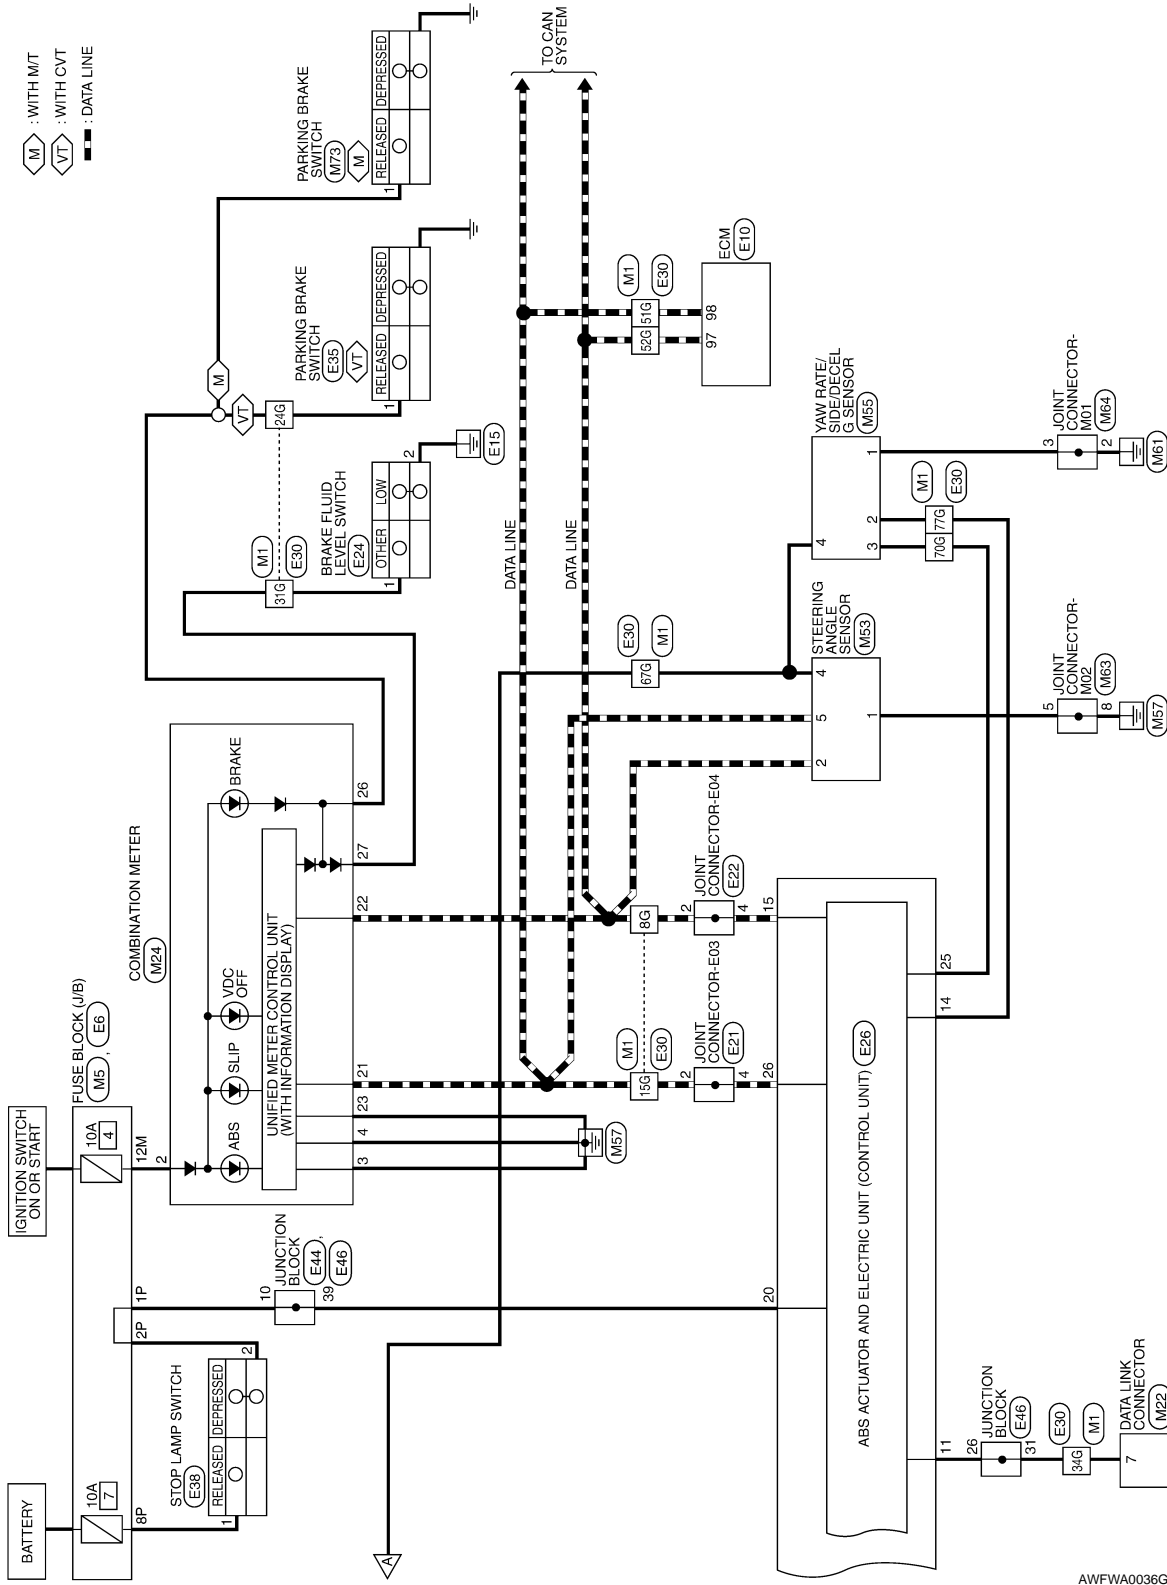 BATTERY
IGNITION SWITCH
ON OR START
FUSE BLOCK (J/B)
M5 , E6
10A
7
10A
4
8P
2P
1P
12M
STOP LAMP SWITCH
E38
RELEASED
DEPRESSED
1
2
10
JUNCTION
BLOCK
E44 ,
E46
39
COMBINATION METER
M24
2
ABS
SLIP
VDC
OFF
BRAKE
UNIFIED METER CONTROL UNIT
(WITH INFORMATION DISPLAY)
3
4
23
21
22
27
26
M57
M
: WITH M/T
VT
: WITH CVT
: DATA LINE
M
VT
31G
24G
M1
E30
BRAKE FLUID
LEVEL SWITCH
E24
OTHER
LOW
1
2
E15
PARKING BRAKE
SWITCH
E35
VT
RELEASED
DEPRESSED
1
PARKING BRAKE
SWITCH
M73
M
RELEASED
DEPRESSED
1
A
DATA LINE
DATA LINE
TO CAN
SYSTEM
15G
8G
M1
E30
2
4
JOINT
CONNECTOR-E03
E21
2
4
JOINT
CONNECTOR-E04
E22
67G
E30
M1
52G
51G
M1
E30
97
98
ECM
E10
STEERING
ANGLE
SENSOR
M53
2
5
4
1
YAW RATE/
SIDE/DECEL
G SENSOR
M55
4
3
2
1
70G
77G
M1
E30
5
8
JOINT
CONNECTOR-
M02
M63
M57
3
2
JOINT
CONNECTOR-
M01
M64
M61
20
26
15
ABS ACTUATOR AND ELECTRIC UNIT (CONTROL UNIT)
E26
11
14
25
26
31
JUNCTION
BLOCK
E46
34G
E30
M1
7
DATA LINK
CONNECTOR
M22
AWFWA0036G